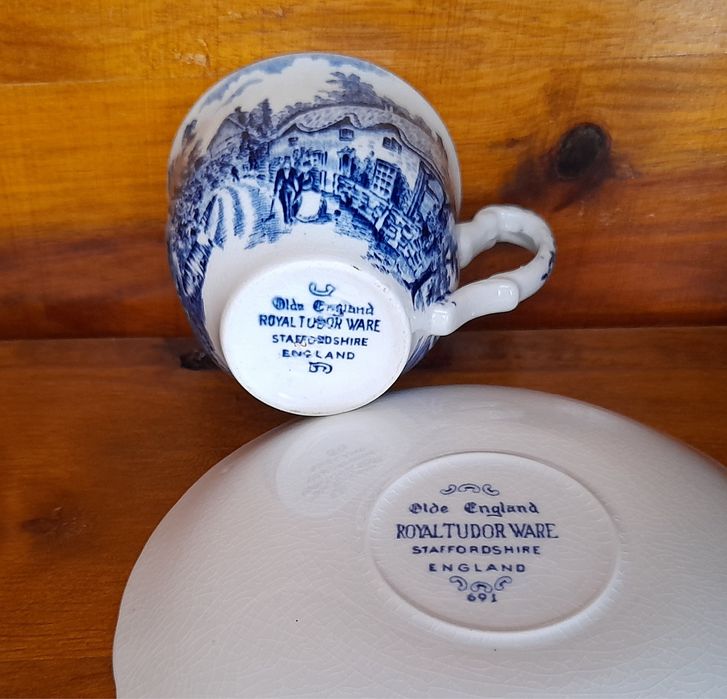 Olde England
ROYAL TUDOR WARE
STAFFORDSHIRE
ENGLAND
Olde England
ROYAL TUDOR WARE
STAFFORDSHIRE
ENGLAND
691